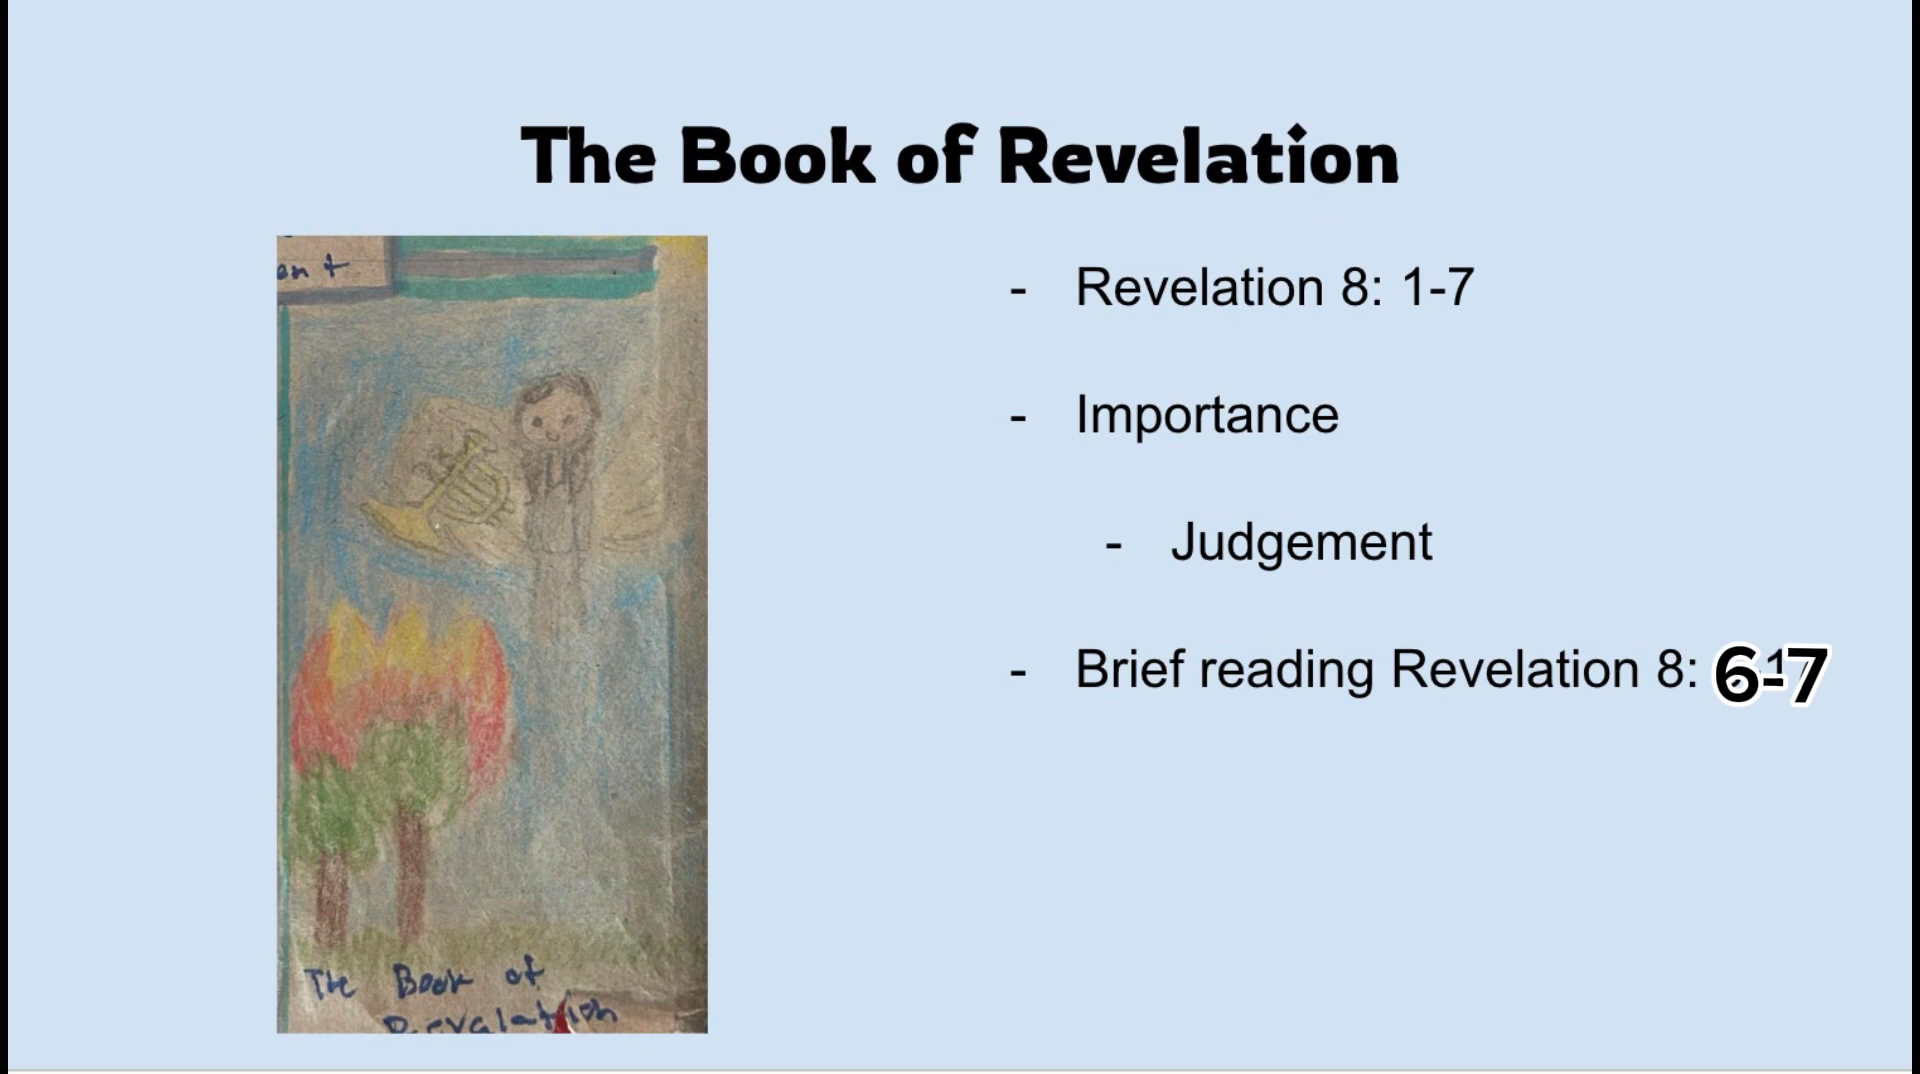 The Book of Revelation
ent
- Revelation 8: 1-7
- Importance
- Judgement
- Brief reading Revelation 8: 6-7
The Book of
Revelation